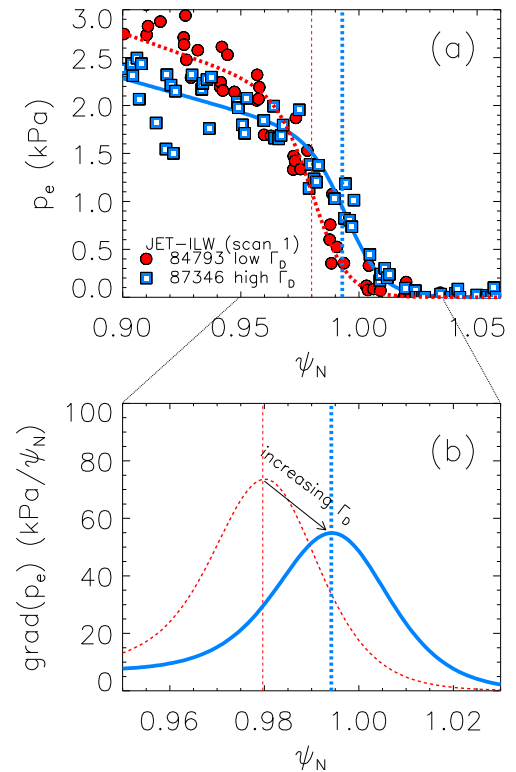 3.0
2.5
2.0
1.5
1.0
0.5
0.0
p_e (kPa)
(a)
JET-ILW (scan_1)
84793 low Γ_D
87346 high Γ_D
0.90 0.95 1.00 1.05
ψ_N
100
80
60
40
20
0
grad(p_e) (kPa/ψ_N)
(b)
increasing Γ_D
0.96 0.98 1.00 1.02
ψ_N